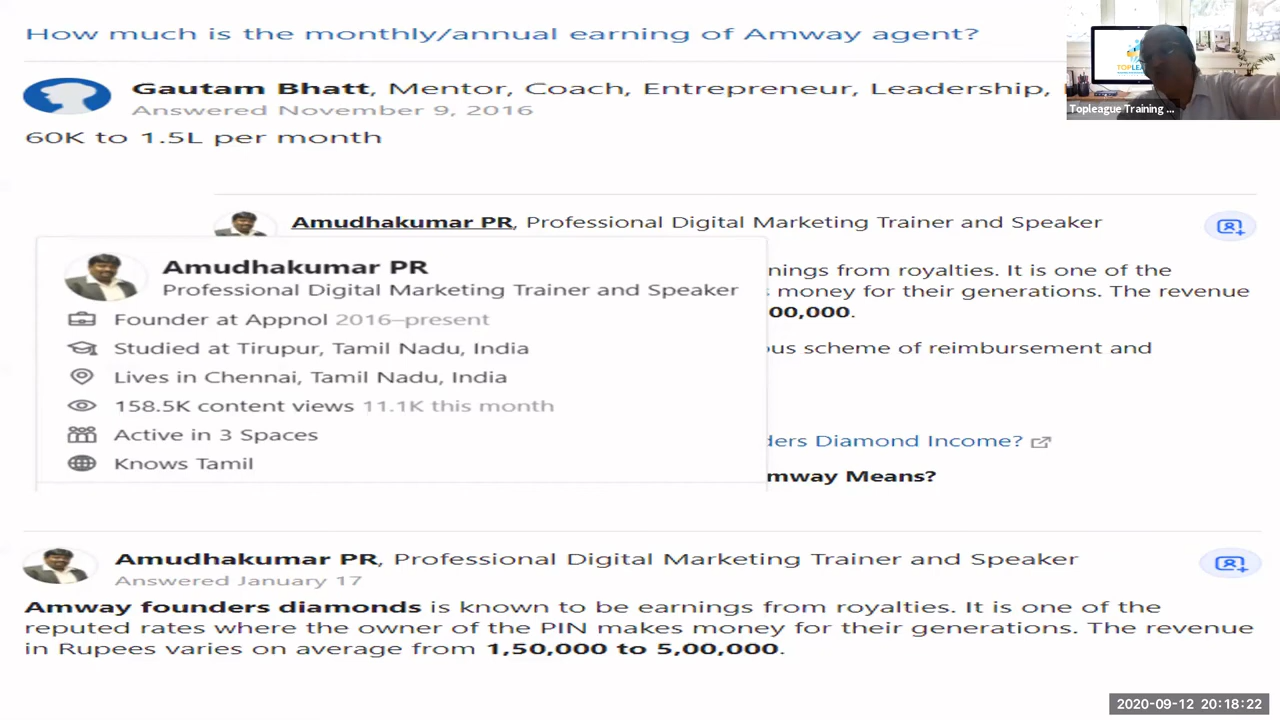 How much is the monthly/annual earning of Amway agent?
Gautam Bhatt, Mentor, Coach, Entrepreneur, Leadership,
Answered November 9, 2016
60K to 1.5L per month
Topleague Training ...
Amudhakumar PR, Professional Digital Marketing Trainer and Speaker
Amudhakumar PR
Professional Digital Marketing Trainer and Speaker
Founder at Appnol 2016–present
Studied at Tirupur, Tamil Nadu, India
Lives in Chennai, Tamil Nadu, India
158.5K content views 11.1K this month
Active in 3 Spaces
Knows Tamil
nings from royalties. It is one of the
money for their generations. The revenue
00,000.
us scheme of reimbursement and
ders Diamond Income?
mway Means?
Amudhakumar PR, Professional Digital Marketing Trainer and Speaker
Answered January 17
Amway founders diamonds is known to be earnings from royalties. It is one of the
reputed rates where the owner of the PIN makes money for their generations. The revenue
in Rupees varies on average from 1,50,000 to 5,00,000.
2020-09-12 20:18:22